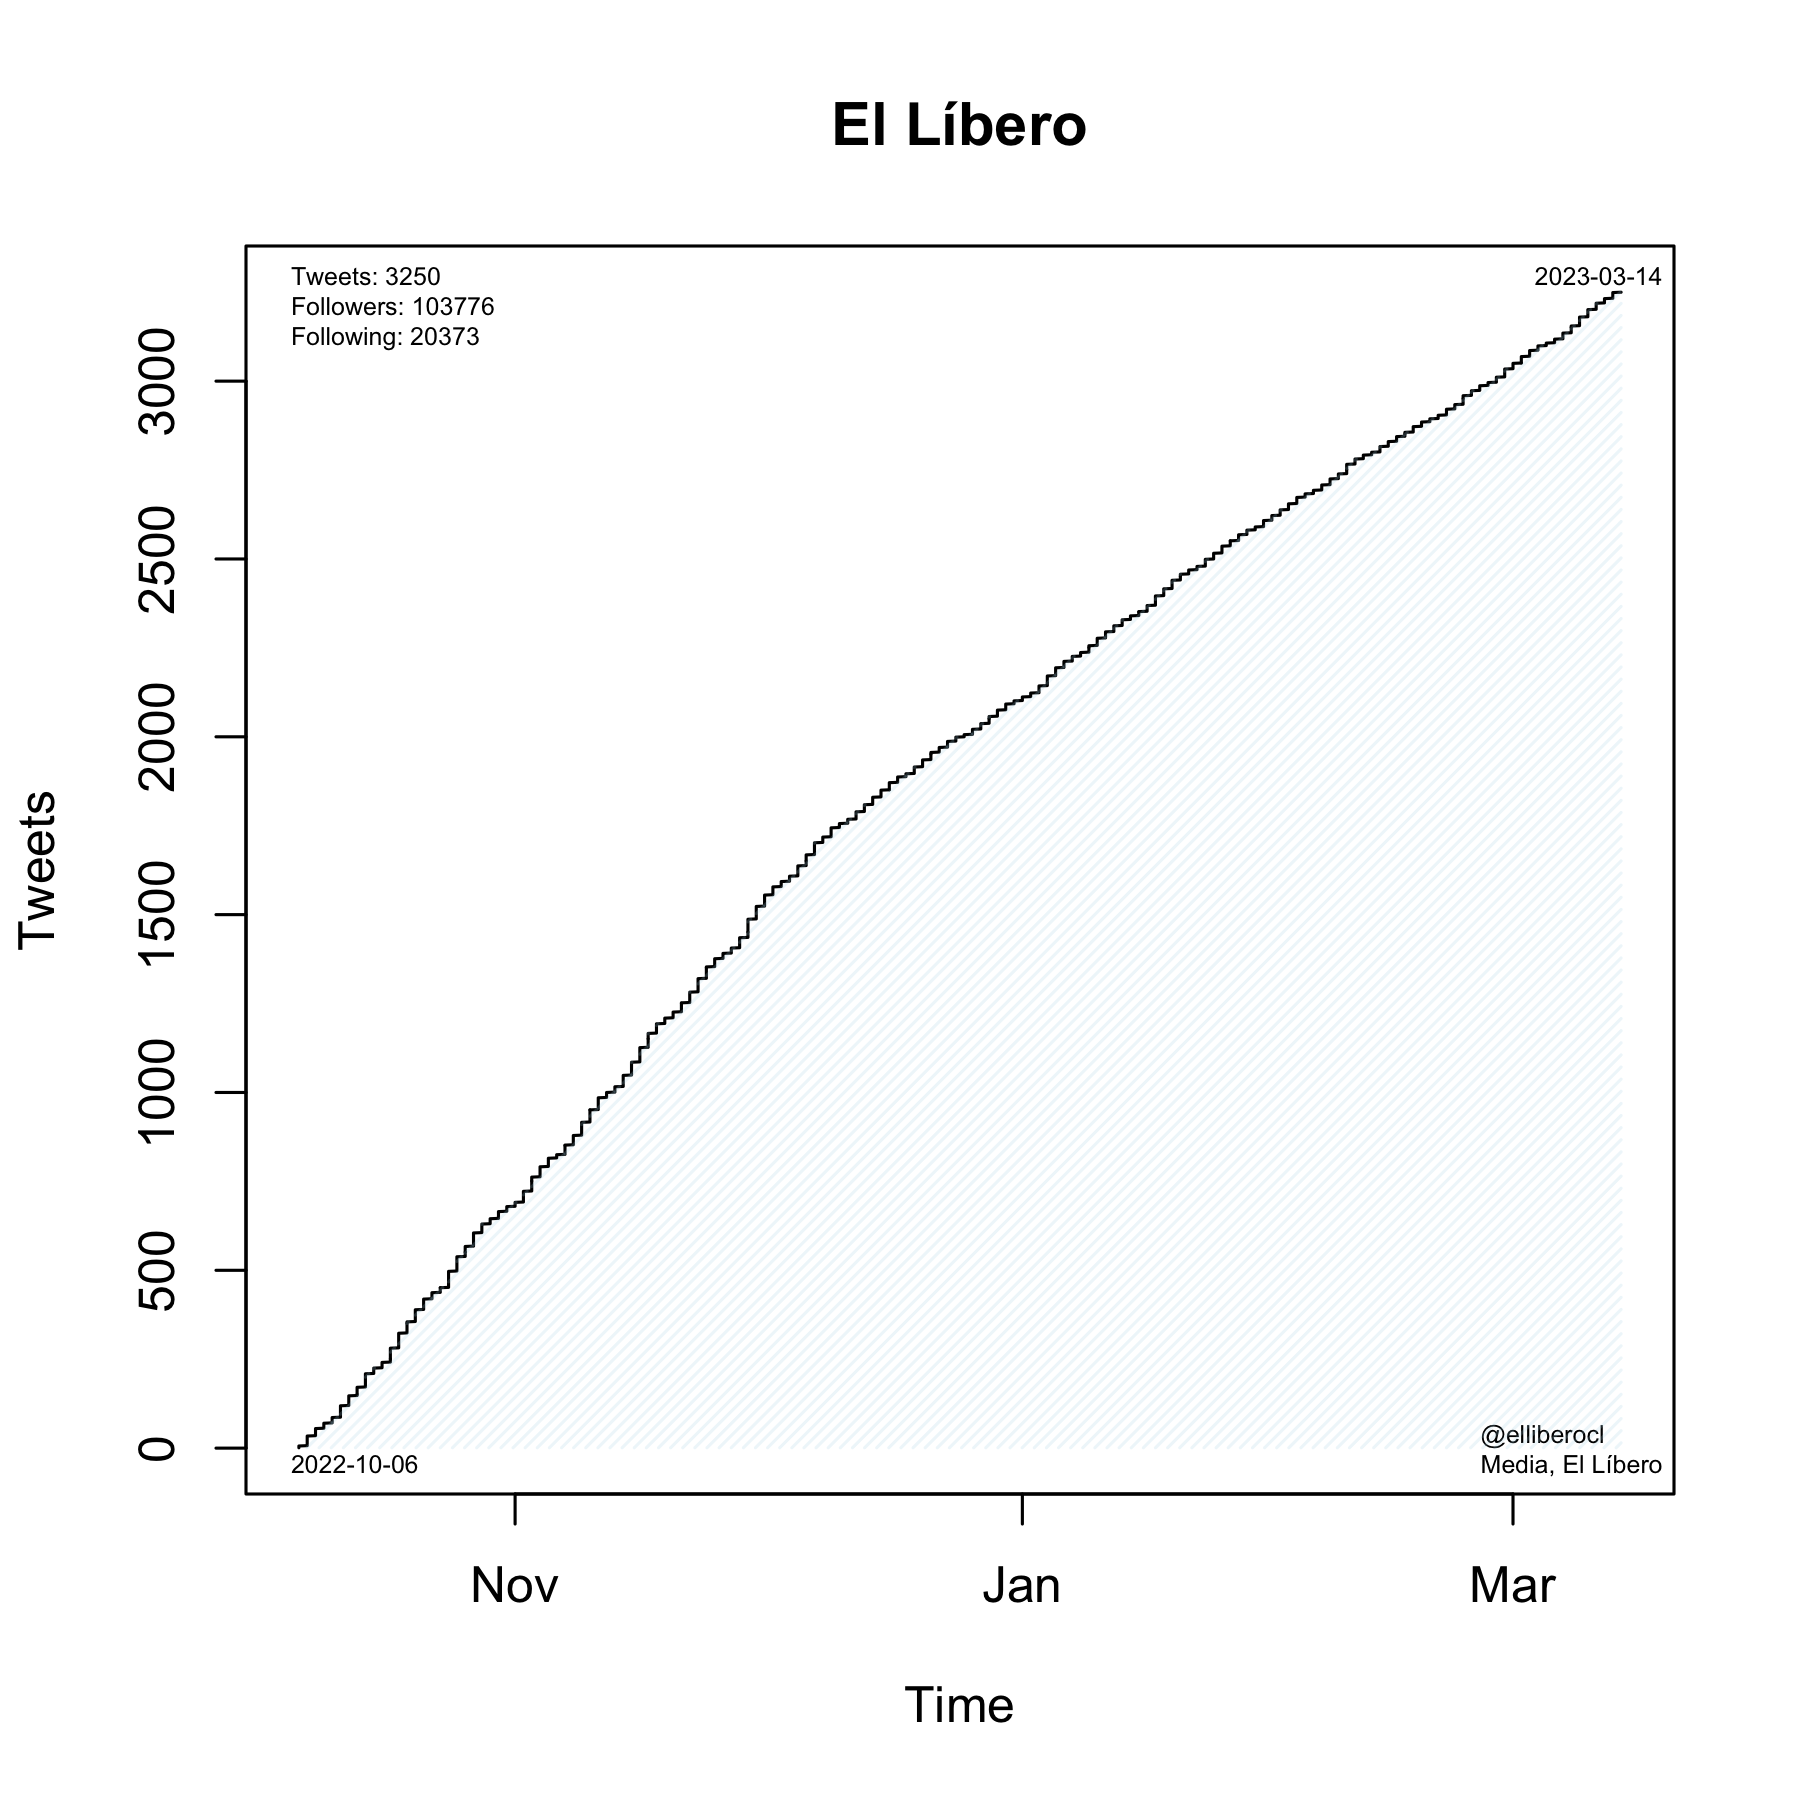 El Líbero
Tweets: 3250
Followers: 103776
Following: 20373
2023-03-14
3000
2500
2000
1500
1000
500
0
Tweets
2022-10-06
@elliberocl
Media, El Líbero
Nov
Jan
Mar
Time